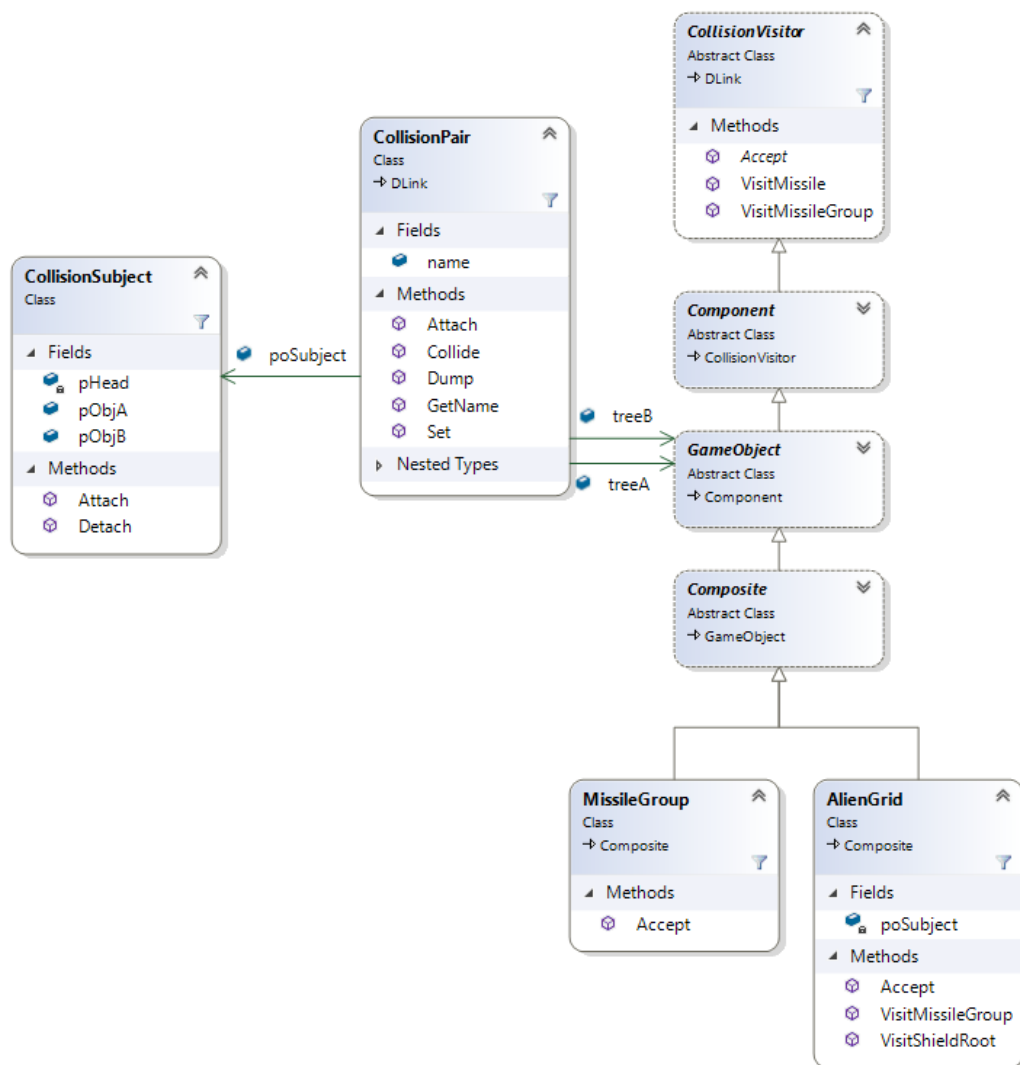 CollisionVisitor
Abstract Class
DLink
Methods
Accept
VisitMissile
VisitMissileGroup
CollisionPair
Class
DLink
Fields
name
Methods
Attach
Collide
Dump
GetName
Set
Nested Types
CollisionSubject
Class
Fields
pHead
pObjA
pObjB
Methods
Attach
Detach
poSubject
treeB
treeA
Component
Abstract Class
CollisionVisitor
GameObject
Abstract Class
Component
Composite
Abstract Class
GameObject
MissileGroup
Class
Composite
Methods
Accept
AlienGrid
Class
Composite
Fields
poSubject
Methods
Accept
VisitMissileGroup
VisitShieldRoot